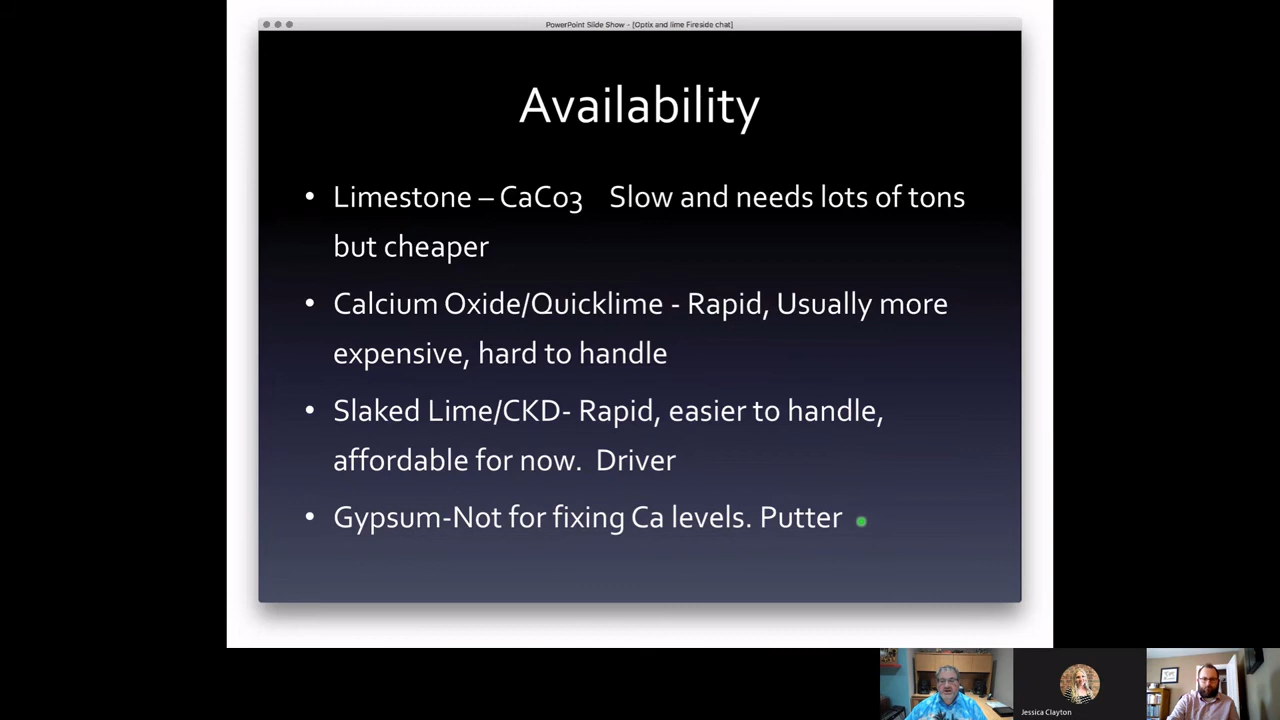 PowerPoint Slide Show - [Optix and lime Fireside chat]
Availability
• Limestone – CaCo3 Slow and needs lots of tons
but cheaper
• Calcium Oxide/Quicklime - Rapid, Usually more
expensive, hard to handle
• Slaked Lime/CKD- Rapid, easier to handle,
affordable for now. Driver
• Gypsum-Not for fixing Ca levels. Putter
Jessica Clayton